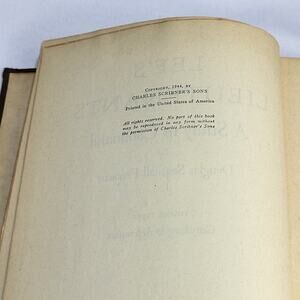 Copyright, 1944, by
CHARLES SCRIBNER'S SONS
Printed in the United States of America
All rights reserved. No part of this book
may be reproduced in any form without
the permission of Charles Scribner's Sons